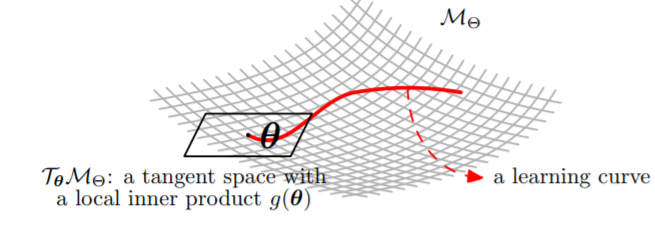 𝓜_Θ
𝜽
𝒯_𝜽𝓜_Θ: a tangent space with
a local inner product g(𝜽)
a learning curve